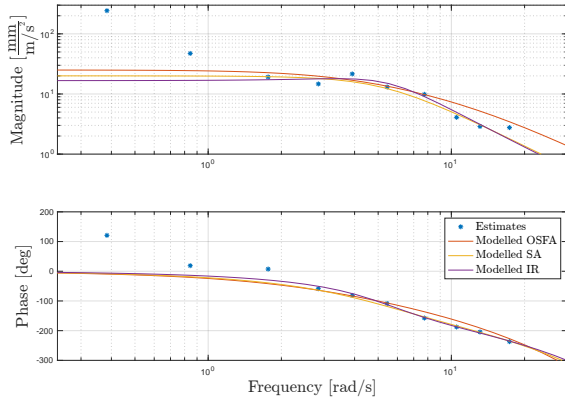 Magnitude [mm/m/s²]
10²
10¹
10⁰
10⁰
10¹
Phase [deg]
200
100
0
-100
-200
-300
Estimates
Modelled OSFA
Modelled SA
Modelled IR
10⁰
10¹
Frequency [rad/s]